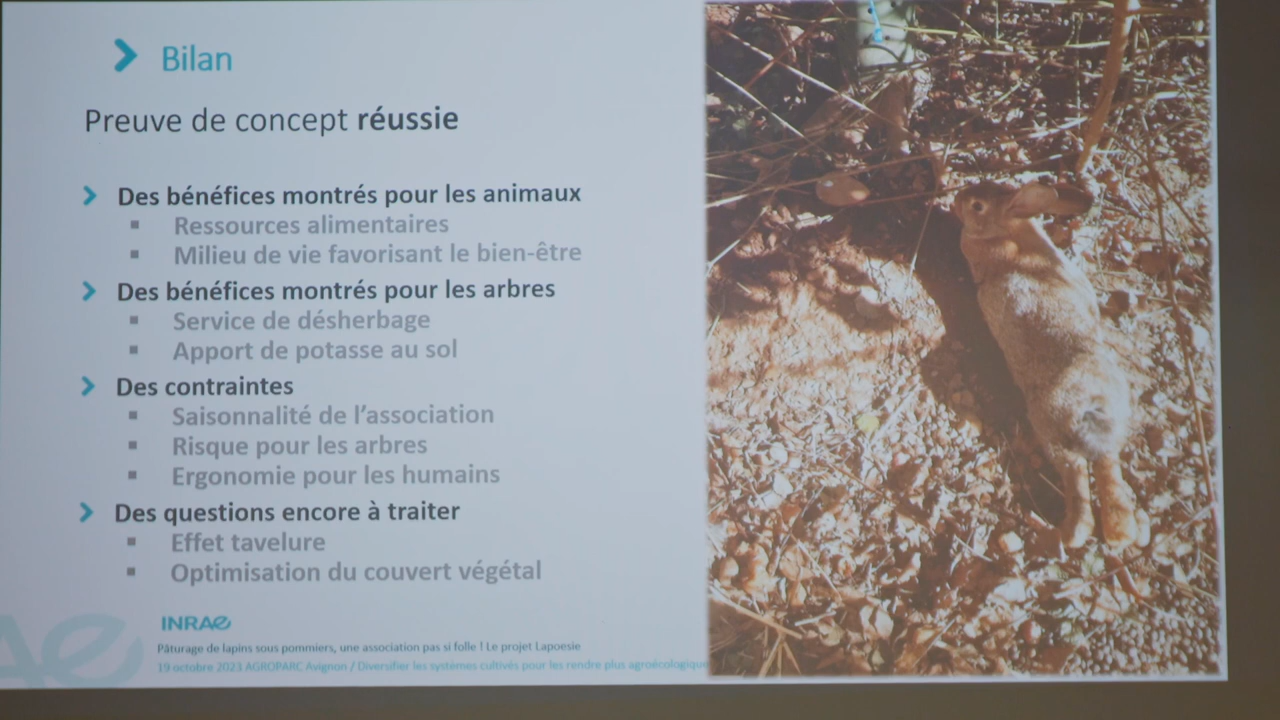 Bilan
Preuve de concept réussie
Des bénéfices montrés pour les animaux
Ressources alimentaires
Milieu de vie favorisant le bien-être
Des bénéfices montrés pour les arbres
Service de désherbage
Apport de potasse au sol
Des contraintes
Saisonnalité de l'association
Risque pour les arbres
Ergonomie pour les humains
Des questions encore à traiter
Effet tavelure
Optimisation du couvert végétal
INRAE
Pâturage de lapins sous pommiers, une association pas si folle ! Le projet Lapoesie
19 octobre 2023 AGROPARC Avignon / Diversifier les systèmes cultivés pour les rendre plus agroécologique